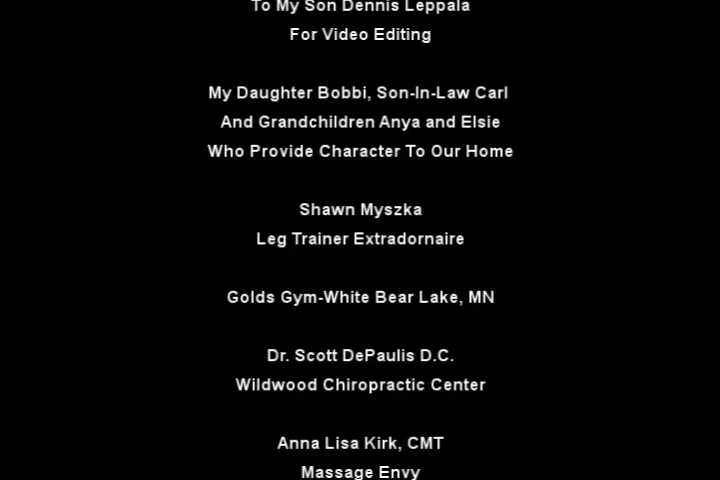 To My Son Dennis Leppala
For Video Editing
My Daughter Bobbi, Son-In-Law Carl
And Grandchildren Anya and Elsie
Who Provide Character To Our Home
Shawn Myszka
Leg Trainer Extradornaire
Golds Gym-White Bear Lake, MN
Dr. Scott DePaulis D.C.
Wildwood Chiropractic Center
Anna Lisa Kirk, CMT
Massage Envy